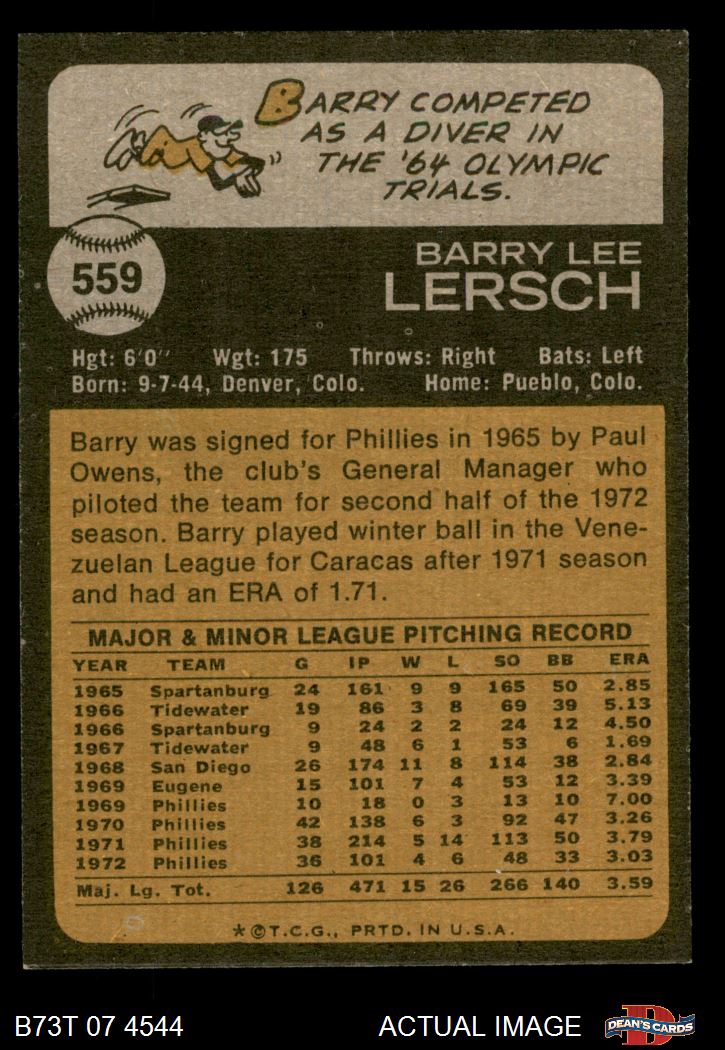 BARRY COMPETED
AS A DIVER IN
THE '64 OLYMPIC
TRIALS.
559
BARRY LEE
LERSCH
Hgt: 6'0" Wgt: 175 Throws: Right Bats: Left
Born: 9-7-44, Denver, Colo. Home: Pueblo, Colo.
Barry was signed for Phillies in 1965 by Paul
Owens, the club's General Manager who
piloted the team for second half of the 1972
season. Barry played winter ball in the Vene-
zuelan League for Caracas after 1971 season
and had an ERA of 1.71.
MAJOR & MINOR LEAGUE PITCHING RECORD
YEAR TEAM G IP W L SO BB ERA
1965 Spartanburg 24 161 9 9 165 50 2.85
1966 Tidewater 19 86 3 8 69 39 5.13
1966 Spartanburg 9 24 2 2 24 12 4.50
1967 Tidewater 9 48 6 1 53 6 1.69
1968 San Diego 26 174 11 8 114 38 2.84
1969 Eugene 15 101 7 4 53 12 3.39
1969 Phillies 10 18 0 3 13 10 7.00
1970 Phillies 42 138 6 3 92 47 3.26
1971 Phillies 38 214 5 14 113 50 3.79
1972 Phillies 36 101 4 6 48 33 3.03
Maj. Lg. Tot. 126 471 15 26 266 140 3.59
*©T.C.G., PRTD. IN U.S.A.
B73T 07 4544 ACTUAL IMAGE D DEAN'S CARDS